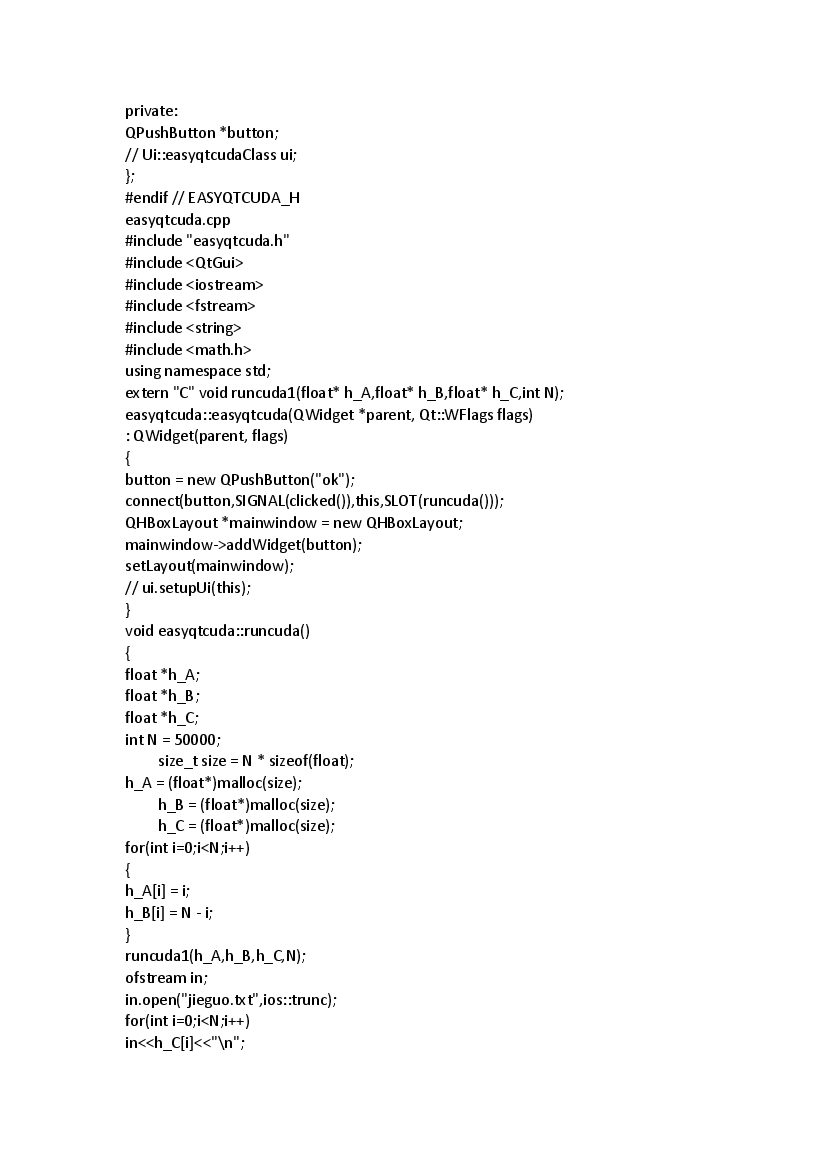 private:
QPushButton *button;
// Ui::easyqtcudaClass ui;
};
#endif // EASYQTCUDA_H
easyqtcuda.cpp
#include "easyqtcuda.h"
#include <QtGui>
#include <iostream>
#include <fstream>
#include <string>
#include <math.h>
using namespace std;
extern "C" void runcuda1(float* h_A,float* h_B,float* h_C,int N);
easyqtcuda::easyqtcuda(QWidget *parent, Qt::WFlags flags)
: QWidget(parent, flags)
{
button = new QPushButton("ok");
connect(button,SIGNAL(clicked()),this,SLOT(runcuda()));
QHBoxLayout *mainwindow = new QHBoxLayout;
mainwindow->addWidget(button);
setLayout(mainwindow);
// ui.setupUi(this);
}
void easyqtcuda::runcuda()
{
float *h_A;
float *h_B;
float *h_C;
int N = 50000;
size_t size = N * sizeof(float);
h_A = (float*)malloc(size);
h_B = (float*)malloc(size);
h_C = (float*)malloc(size);
for(int i=0;i<N;i++)
{
h_A[i] = i;
h_B[i] = N - i;
}
runcuda1(h_A,h_B,h_C,N);
ofstream in;
in.open("jieguo.txt",ios::trunc);
for(int i=0;i<N;i++)
in<<h_C[i]<<"\n";